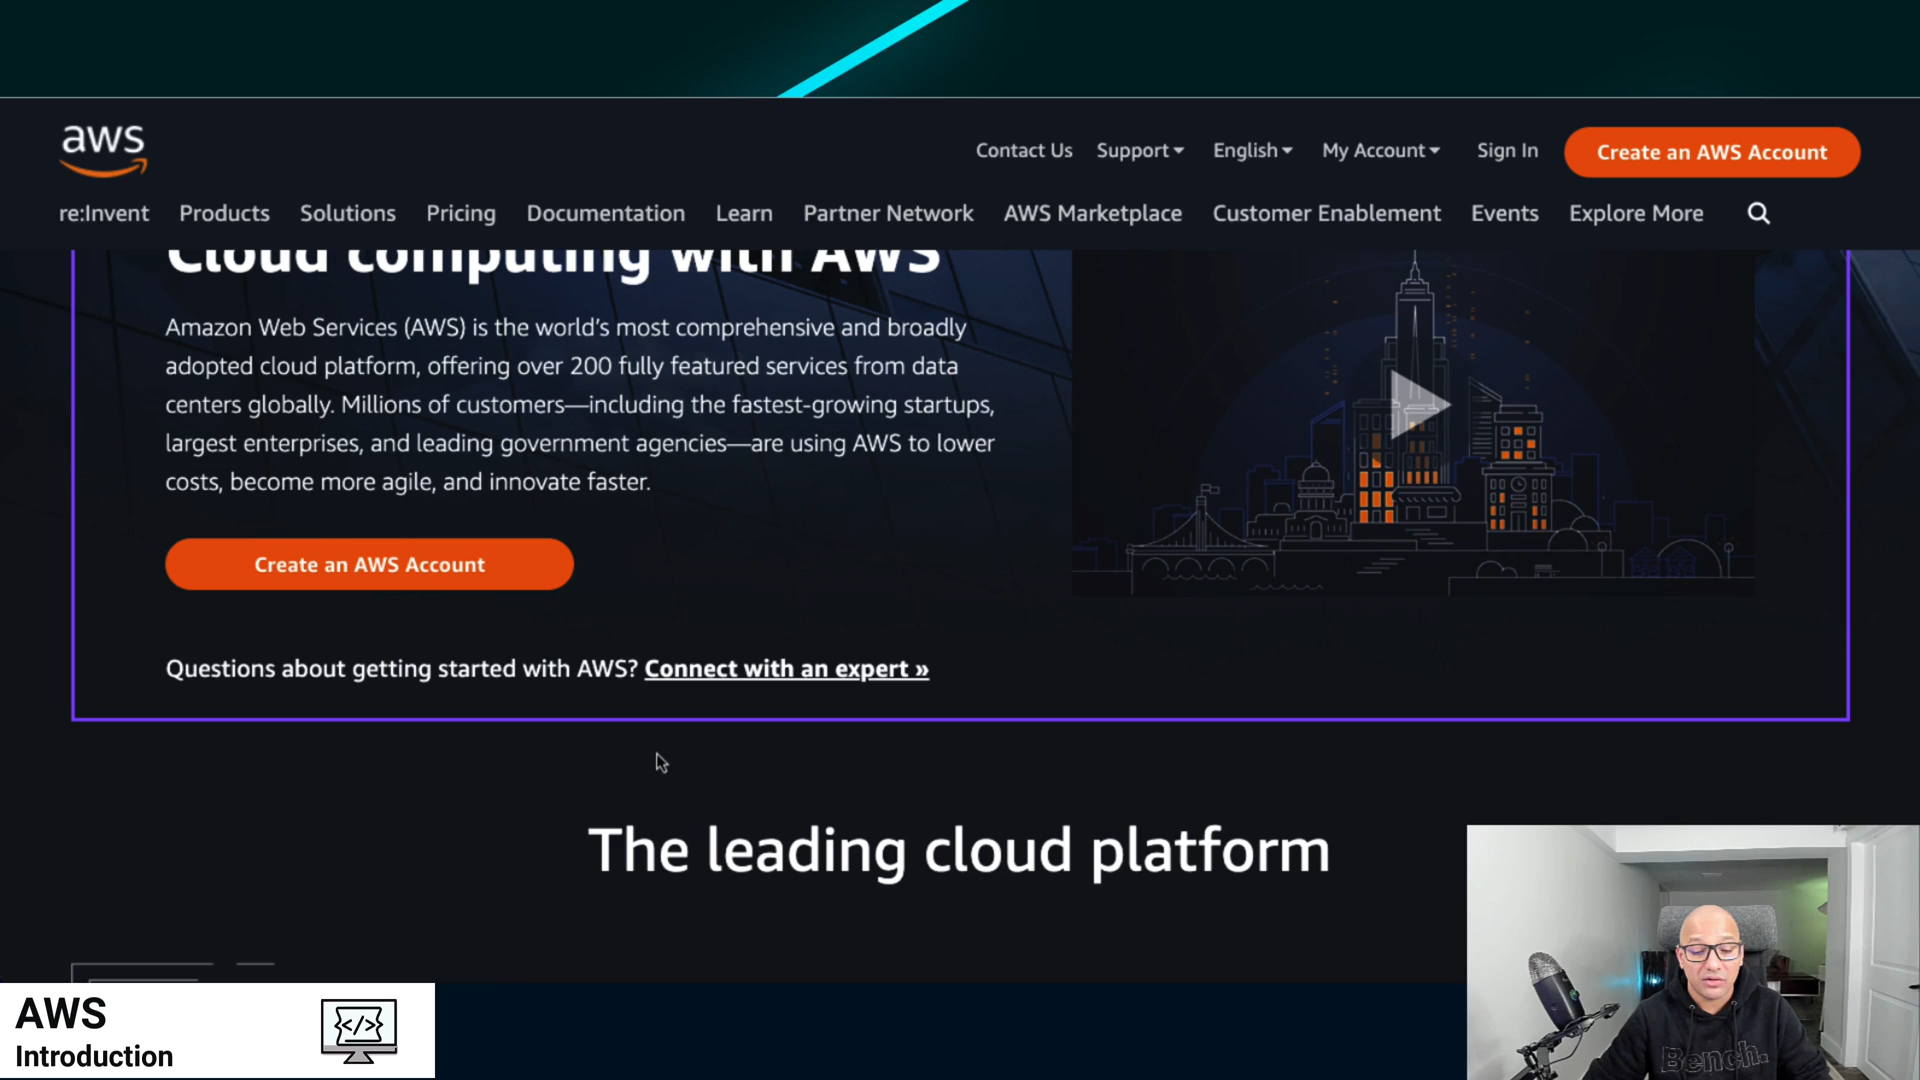 aws
Contact Us Support English My Account Sign In Create an AWS Account
re:Invent Products Solutions Pricing Documentation Learn Partner Network AWS Marketplace Customer Enablement Events Explore More
Cloud computing with AWS
Amazon Web Services (AWS) is the world's most comprehensive and broadly
adopted cloud platform, offering over 200 fully featured services from data
centers globally. Millions of customers—including the fastest-growing startups,
largest enterprises, and leading government agencies—are using AWS to lower
costs, become more agile, and innovate faster.
Create an AWS Account
Questions about getting started with AWS? Connect with an expert »
The leading cloud platform
AWS
</>
Introduction
Bench.